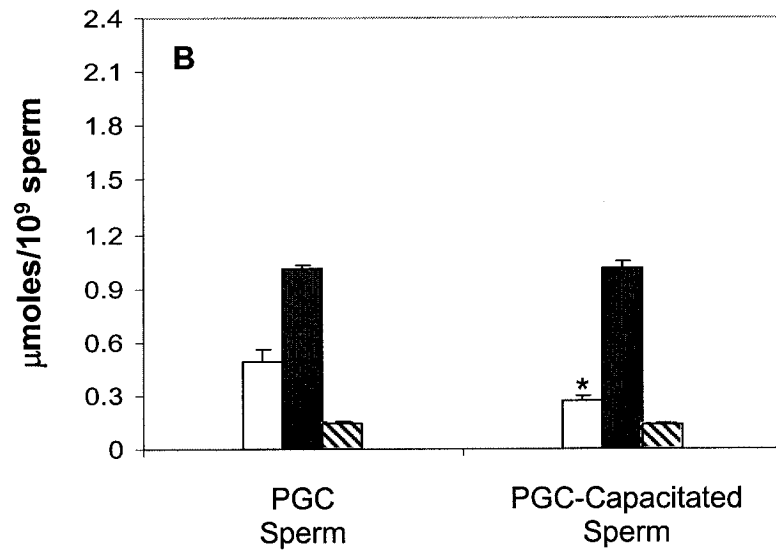 B
2.4
2.1
1.8
1.5
1.2
0.9
0.6
0.3
0
μmoles/10⁹ sperm
*
PGC
Sperm
PGC-Capacitated
Sperm